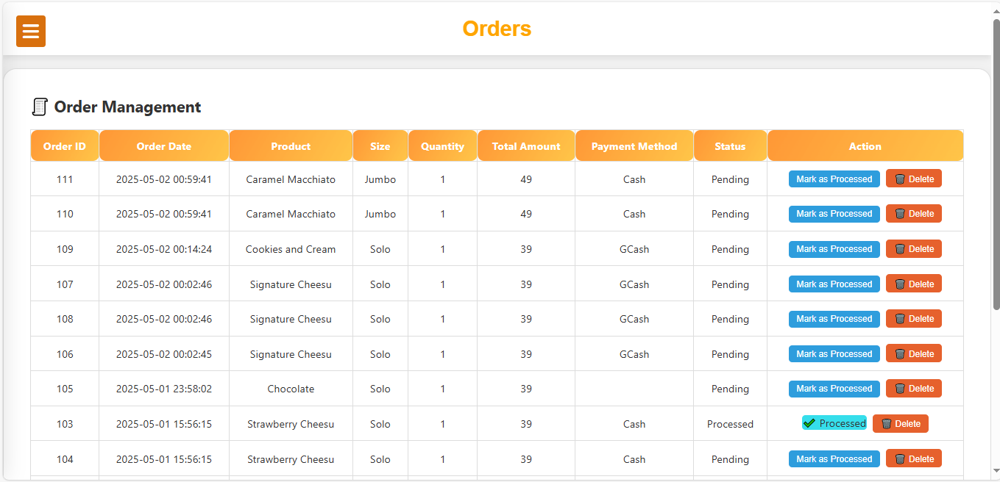 Orders
Order Management
Order ID Order Date Product Size Quantity Total Amount Payment Method Status Action
111 2025-05-02 00:59:41 Caramel Macchiato Jumbo 1 49 Cash Pending Mark as Processed Delete
110 2025-05-02 00:59:41 Caramel Macchiato Jumbo 1 49 Cash Pending Mark as Processed Delete
109 2025-05-02 00:14:24 Cookies and Cream Solo 1 39 GCash Pending Mark as Processed Delete
107 2025-05-02 00:02:46 Signature Cheesu Solo 1 39 GCash Pending Mark as Processed Delete
108 2025-05-02 00:02:46 Signature Cheesu Solo 1 39 GCash Pending Mark as Processed Delete
106 2025-05-02 00:02:45 Signature Cheesu Solo 1 39 GCash Pending Mark as Processed Delete
105 2025-05-01 23:58:02 Chocolate Solo 1 39 Pending Mark as Processed Delete
103 2025-05-01 15:56:15 Strawberry Cheesu Solo 1 39 Cash Processed ✔ Processed Delete
104 2025-05-01 15:56:15 Strawberry Cheesu Solo 1 39 Cash Pending Mark as Processed Delete